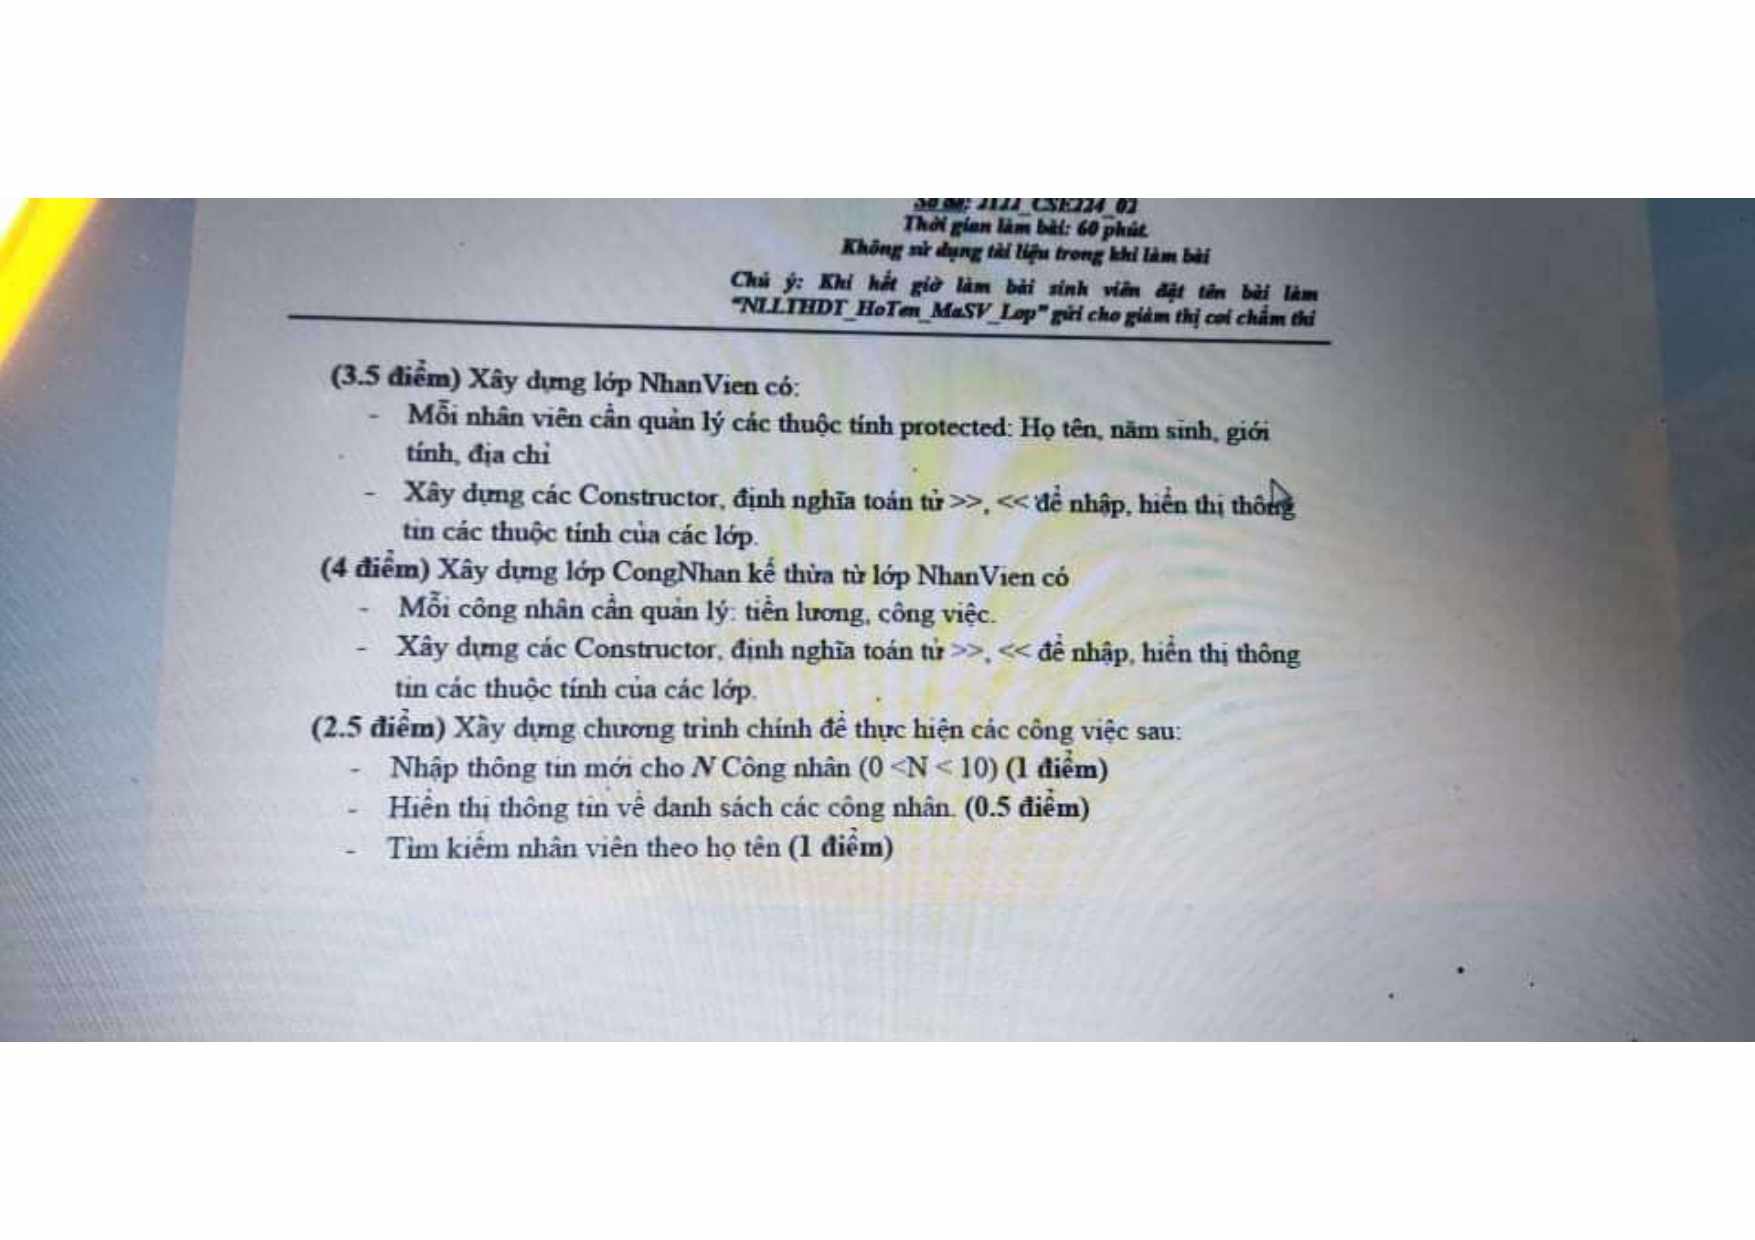 Số đề: 2122_CSE224_02
Thời gian làm bài: 60 phút
Không sử dụng tài liệu trong khi làm bài
Chú ý: Khi hết giờ làm bài sinh viên đặt tên bài làm
“NLLTHDT_HoTen_MaSV_Lop” gửi cho giám thị coi chấm thi
(3.5 điểm) Xây dựng lớp NhanVien có:
- Mỗi nhân viên cần quản lý các thuộc tính protected: Họ tên, năm sinh, giới
tính, địa chỉ
- Xây dựng các Constructor, định nghĩa toán tử >>, << để nhập, hiển thị thông
tin các thuộc tính của các lớp.
(4 điểm) Xây dựng lớp CongNhan kế thừa từ lớp NhanVien có
- Mỗi công nhân cần quản lý: tiền lương, công việc.
- Xây dựng các Constructor, định nghĩa toán tử >>, << để nhập, hiển thị thông
tin các thuộc tính của các lớp.
(2.5 điểm) Xây dựng chương trình chính để thực hiện các công việc sau:
- Nhập thông tin mới cho N Công nhân (0 <N < 10) (1 điểm)
- Hiển thị thông tin về danh sách các công nhân. (0.5 điểm)
- Tìm kiếm nhân viên theo họ tên (1 điểm)